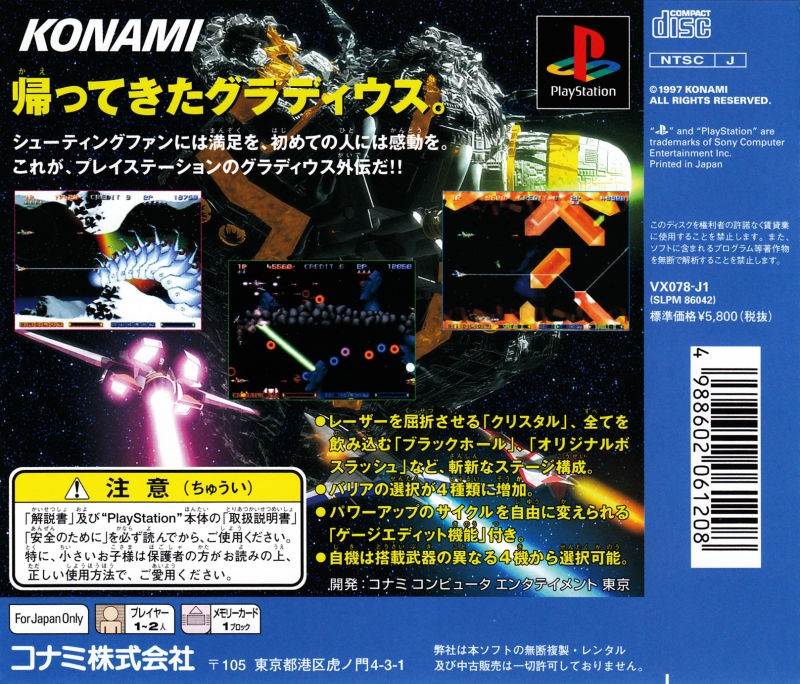 KONAMI
帰ってきたグラディウス。
シューティングファンには満足を、初めての人には感動を。
これが、プレイステーションのグラディウス外伝だ!!
PlayStation
COMPACT
disc
NTSC J
©1997 KONAMI
ALL RIGHTS RESERVED.
"PS" and "PlayStation" are
trademarks of Sony Computer
Entertainment Inc.
Printed in Japan
このディスクを権利者の許諾なく賃貸業
に使用することを禁止します。また、
ソフトに含まれるプログラム等著作物
を無断で解析することを禁止します。
VX078-J1
(SLPM 86042)
標準価格¥5,800(税抜)
4 988602 061208
1P CREDIT 9 2P 18750
1P 45560 CREDIT 6 2P 12850
CREDIT 9 2P
●レーザーを屈折させる「クリスタル」、全てを
飲み込む「ブラックホール」、「オリジナルボ
スラッシュ」など、斬新なステージ構成。
●バリアの選択が4種類に増加。
●パワーアップのサイクルを自由に変えられる
「ゲージエディット機能」付き。
●自機は搭載武器の異なる4機から選択可能。
開発:コナミ コンピュータ エンタテイメント 東京
注意(ちゅうい)
「解説書」及び"PlayStation"本体の「取扱説明書」
「安全のために」を必ず読んでから、ご使用ください。
特に、小さいお子様は保護者の方がお読みの上、
正しい使用方法で、ご愛用ください。
For Japan Only
プレイヤー
1~2人
メモリーカード
1ブロック
コナミ株式会社 〒105 東京都港区虎ノ門4-3-1
弊社は本ソフトの無断複製・レンタル
及び中古販売は一切許可しておりません。